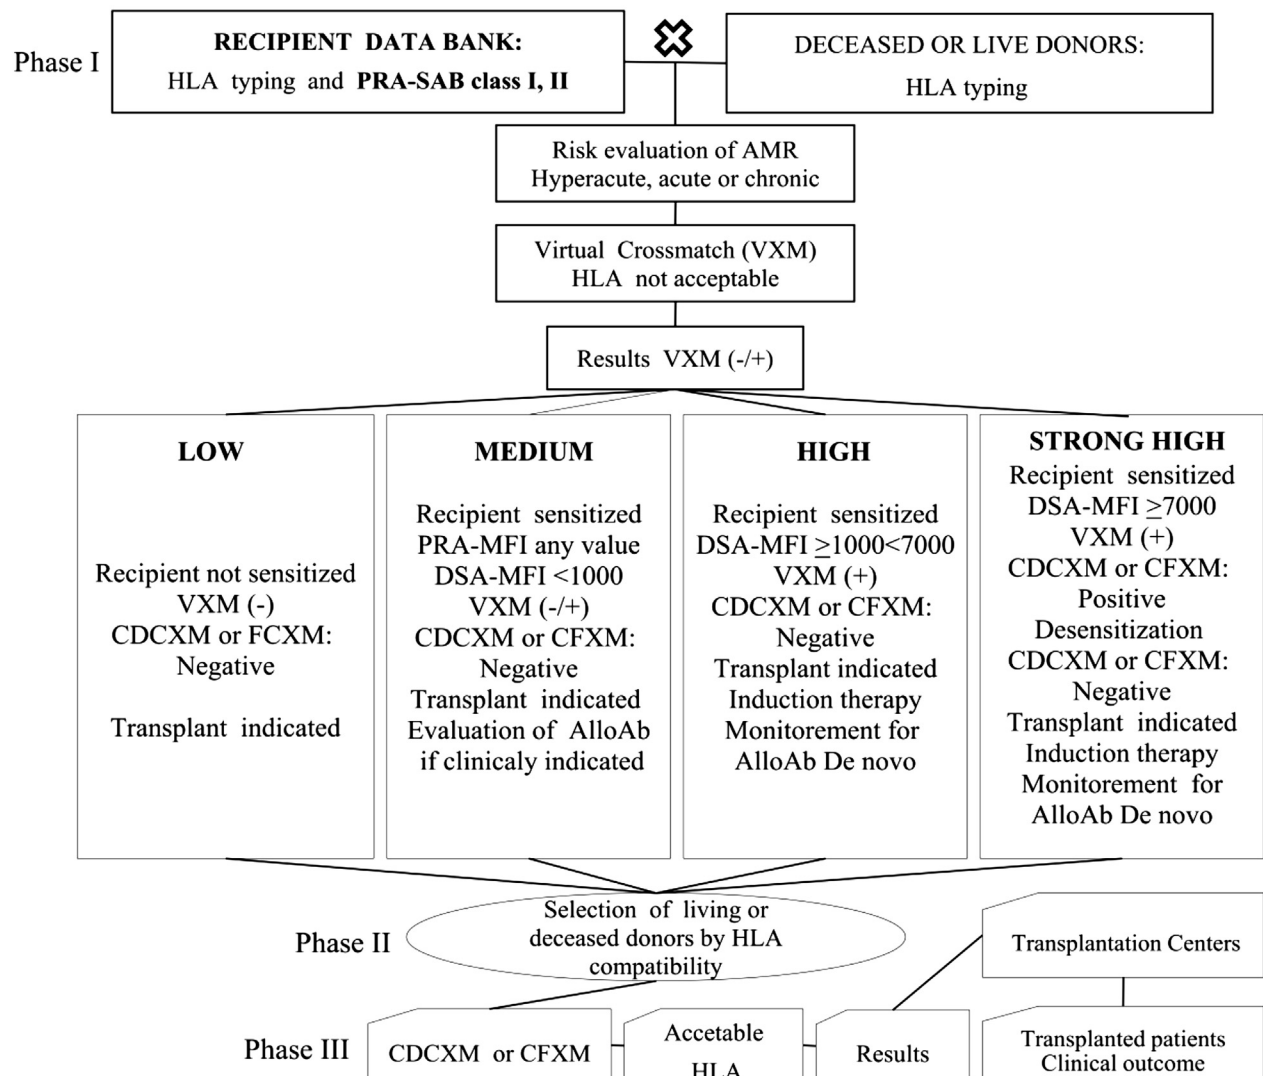 Phase I
RECIPIENT DATA BANK:
HLA typing and PRA-SAB class I, II
DECEASED OR LIVE DONORS:
HLA typing
Risk evaluation of AMR
Hyperacute, acute or chronic
Virtual Crossmatch (VXM)
HLA not acceptable
Results VXM (-/+)
LOW
Recipient not sensitized
VXM (-)
CDCXM or FCXM:
Negative
Transplant indicated
MEDIUM
Recipient sensitized
PRA-MFI any value
DSA-MFI <1000
VXM (-/+)
CDCXM or CFXM:
Negative
Transplant indicated
Evaluation of AlloAb
if clinicaly indicated
HIGH
Recipient sensitized
DSA-MFI ≥1000<7000
VXM (+)
CDCXM or CFXM:
Negative
Transplant indicated
Induction therapy
Monitorement for
AlloAb De novo
STRONG HIGH
Recipient sensitized
DSA-MFI ≥7000
VXM (+)
CDCXM or CFXM:
Positive
Desensitization
CDCXM or CFXM:
Negative
Transplant indicated
Induction therapy
Monitorement for
AlloAb De novo
Phase II
Selection of living or
deceased donors by HLA
compatibility
Transplantation Centers
Phase III
CDCXM or CFXM
Accetable
HLA
Results
Transplanted patients
Clinical outcome